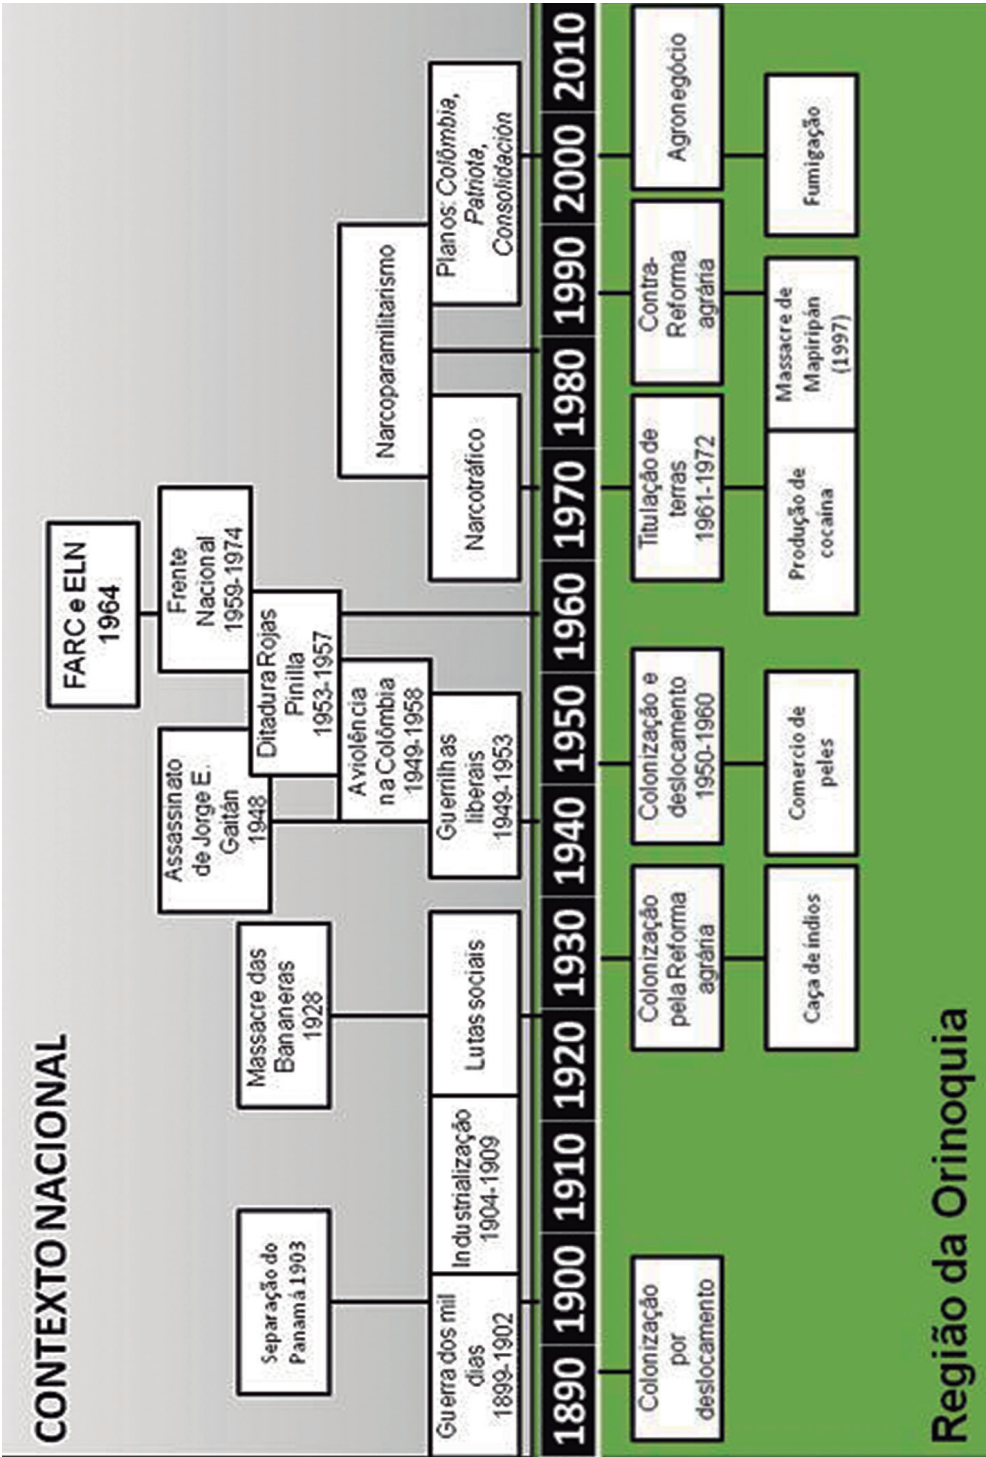 CONTEXTO NACIONAL
FARC e ELN
1964
Assassinato
de Jorge E.
Gaitán
1948
Frente
Nacional
1959-1974
Separação do
Panamá 1903
Massacre das
Bananeras
1928
Ditadura Rojas
Pinilla
1953-1957
A violência
na Colômbia
1949-1958
Narcoparamilitarismo
Guerra dos mil
dias
1899-1902
Industrialização
1904-1909
Lutas sociais
Guerrilhas
liberais
1949-1953
Narcotráfico
Planos: Colômbia,
Patriota,
Consolidación
1890 1900 1910 1920 1930 1940 1950 1960 1970 1980 1990 2000 2010
Colonização
por
deslocamento
Colonização
pela Reforma
agrária
Colonização e
deslocamento
1950-1960
Titulação de
terras
1961-1972
Contra-
Reforma
agrária
Agronegócio
Caça de índios
Comercio de
peles
Produção de
cocaína
Massacre de
Mapiripán
(1997)
Fumigação
Região da Orinoquia